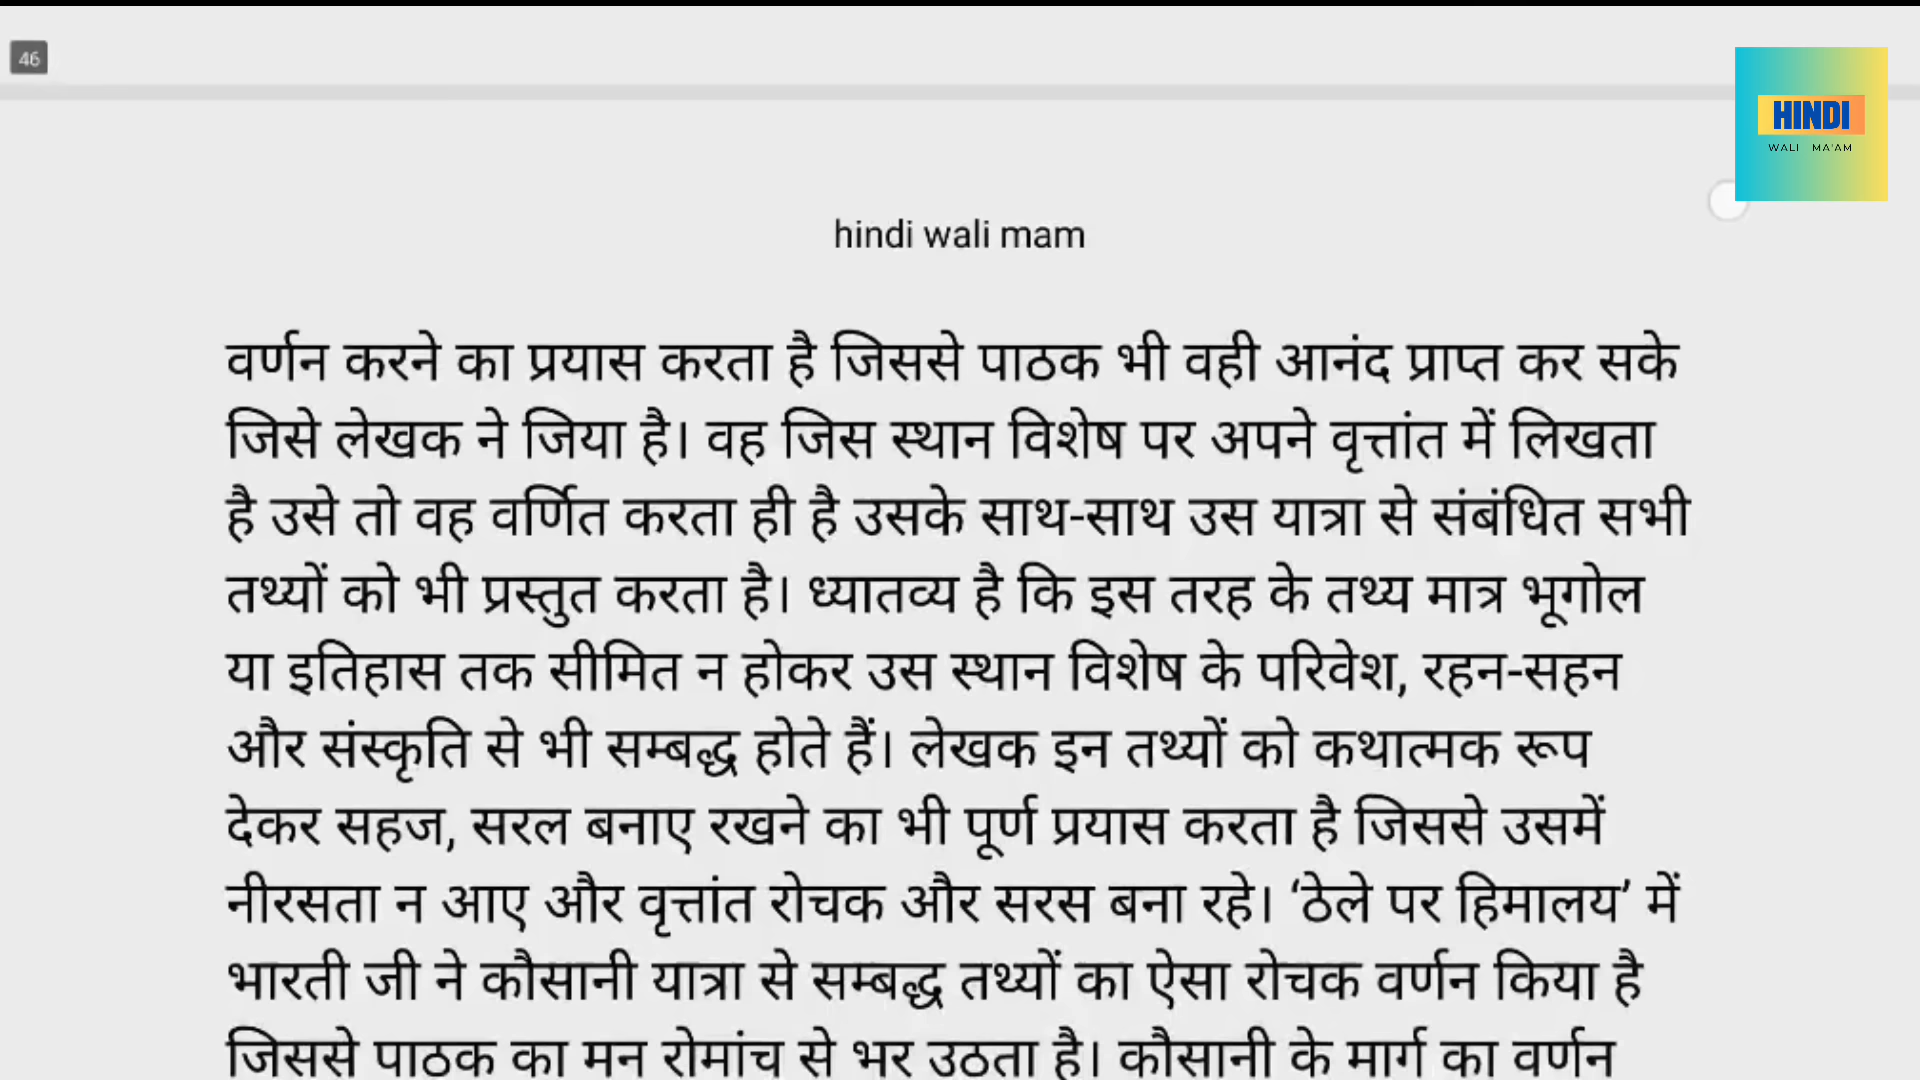 46
HINDI
WALI MA'AM
hindi wali mam
वर्णन करने का प्रयास करता है जिससे पाठक भी वही आनंद प्राप्त कर सके
जिसे लेखक ने जिया है। वह जिस स्थान विशेष पर अपने वृत्तांत में लिखता
है उसे तो वह वर्णित करता ही है उसके साथ-साथ उस यात्रा से संबंधित सभी
तथ्यों को भी प्रस्तुत करता है। ध्यातव्य है कि इस तरह के तथ्य मात्र भूगोल
या इतिहास तक सीमित न होकर उस स्थान विशेष के परिवेश, रहन-सहन
और संस्कृति से भी सम्बद्ध होते हैं। लेखक इन तथ्यों को कथात्मक रूप
देकर सहज, सरल बनाए रखने का भी पूर्ण प्रयास करता है जिससे उसमें
नीरसता न आए और वृत्तांत रोचक और सरस बना रहे। ‘ठेले पर हिमालय’ में
भारती जी ने कौसानी यात्रा से सम्बद्ध तथ्यों का ऐसा रोचक वर्णन किया है
जिससे पाठक का मन रोमांच से भर उठता है। कौसानी के मार्ग का वर्णन